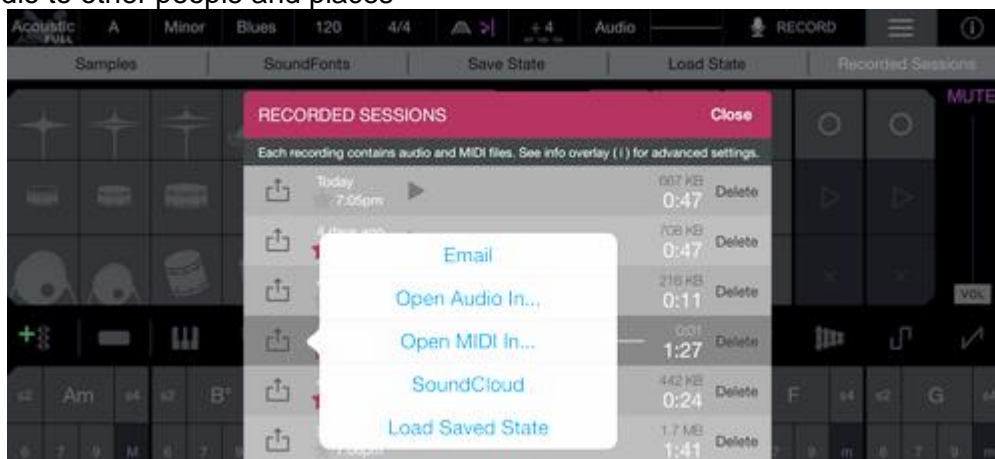 to other people and places
Acoustic A Minor Blues 120 4/4 ÷4 Audio RECORD
FULL
Samples SoundFonts Save State Load State Recorded Sessions
MUTE
RECORDED SESSIONS Close
Each recording contains audio and MIDI files. See info overlay ( i ) for advanced settings.
Today 667 KB
7:05pm 0:47 Delete
708 KB
0:47 Delete
Email
216 KB
0:11 Delete
Open Audio In...
VOL
Open MIDI In...
0:01
1:27 Delete
SoundCloud
442 KB
0:24 Delete
Load Saved State
1.7 MB
1:41 Delete
Am B° F G